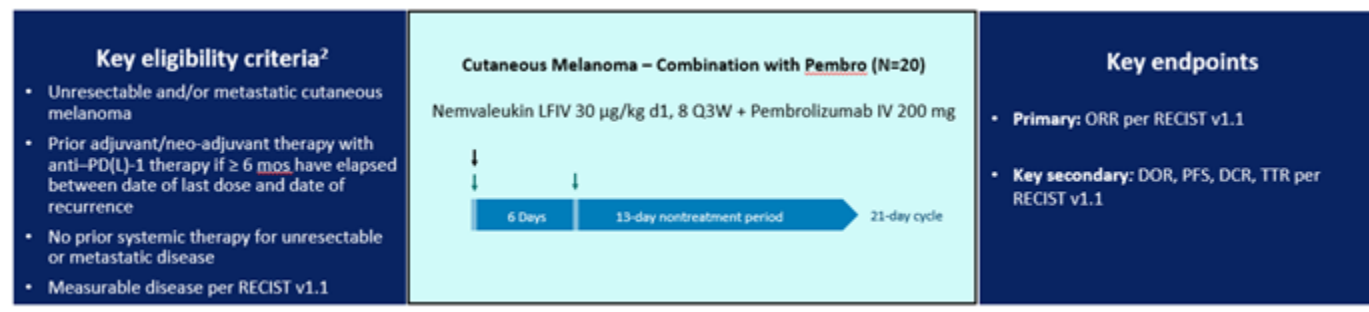 Key eligibility criteria²
• Unresectable and/or metastatic cutaneous
melanoma
• Prior adjuvant/neo-adjuvant therapy with
anti–PD(L)-1 therapy if ≥ 6 mos have elapsed
between date of last dose and date of
recurrence
• No prior systemic therapy for unresectable
or metastatic disease
• Measurable disease per RECIST v1.1
Cutaneous Melanoma – Combination with Pembro (N=20)
Nemvaleukin LFIV 30 µg/kg d1, 8 Q3W + Pembrolizumab IV 200 mg
6 Days
13-day nontreatment period
21-day cycle
Key endpoints
• Primary: ORR per RECIST v1.1
• Key secondary: DOR, PFS, DCR, TTR per
RECIST v1.1